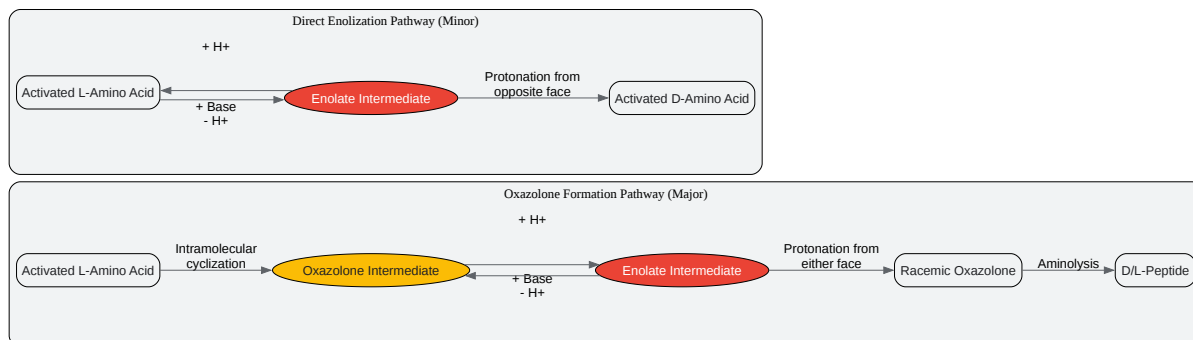 Direct Enolization Pathway (Minor)
+ H+
Activated L-Amino Acid
+ Base
- H+
Enolate Intermediate
Protonation from
opposite face
Activated D-Amino Acid
Oxazolone Formation Pathway (Major)
+ H+
Activated L-Amino Acid
Intramolecular
cyclization
Oxazolone Intermediate
+ Base
- H+
Enolate Intermediate
Protonation from
either face
Racemic Oxazolone
Aminolysis
D/L-Peptide